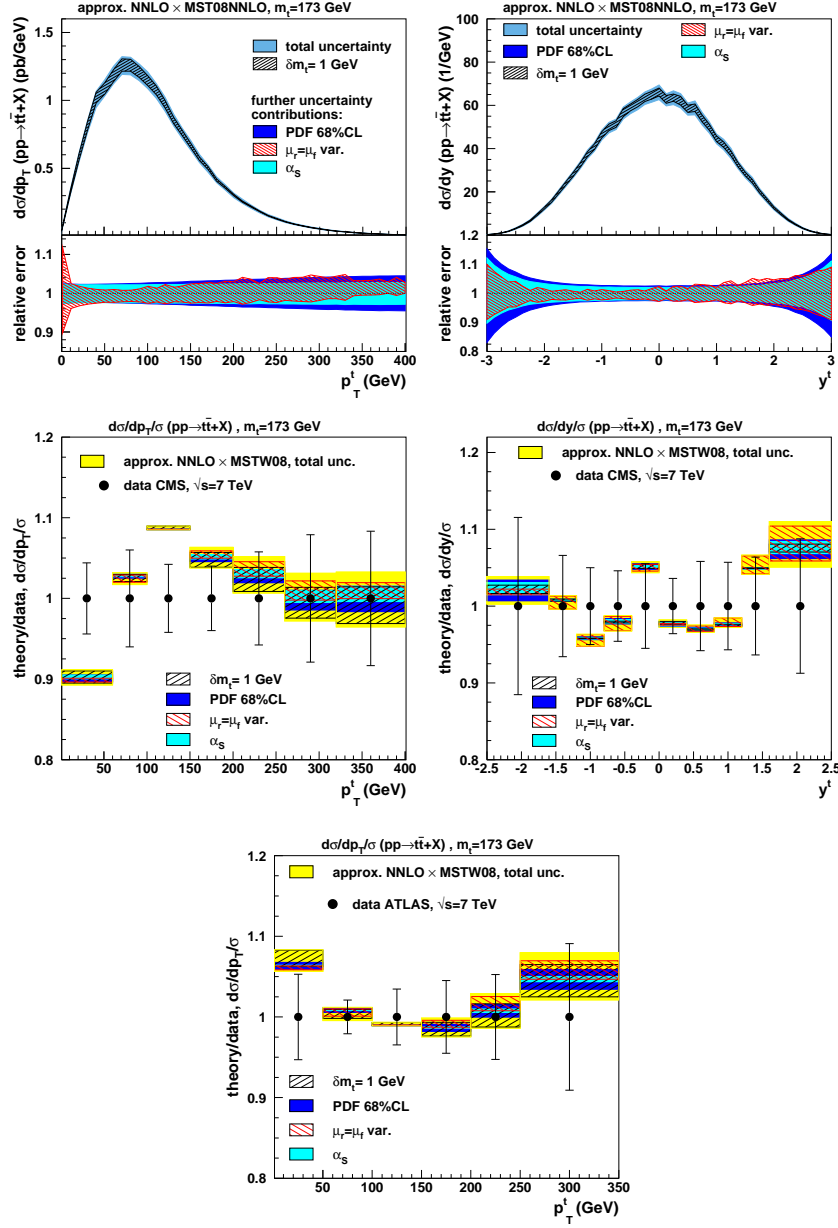 approx. NNLO × MST08NNLO, m_t=173 GeV
dσ/dp_T (pp→tt̄+X) (pb/GeV)
total uncertainty
δm_t= 1 GeV
further uncertainty
contributions:
PDF 68%CL
μ_r=μ_f var.
α_S
1.5
1
0.5
relative error
1.1
1
0.9
0 50 100 150 200 250 300 350 400
p_T^t (GeV)
approx. NNLO × MST08NNLO, m_t=173 GeV
dσ/dy (pp→tt̄+X) (1/GeV)
total uncertainty
μ_r=μ_f var.
PDF 68%CL
α_S
δm_t= 1 GeV
100
80
60
40
20
relative error
1.2
1.1
1
0.9
0.8
-3 -2 -1 0 1 2 3
y^t
dσ/dp_T/σ (pp→tt̄+X) , m_t=173 GeV
theory/data, dσ/dp_T/σ
approx. NNLO × MSTW08, total unc.
data CMS, √s=7 TeV
1.2
1.1
1.0
0.9
0.8
δm_t= 1 GeV
PDF 68%CL
μ_r=μ_f var.
α_S
50 100 150 200 250 300 350 400
p_T^t (GeV)
dσ/dy/σ (pp→tt̄+X) , m_t=173 GeV
theory/data, dσ/dy/σ
approx. NNLO × MSTW08, total unc.
data CMS, √s=7 TeV
1.2
1.1
1.0
0.9
0.8
δm_t= 1 GeV
PDF 68%CL
μ_r=μ_f var.
α_S
-2.5 -2 -1.5 -1 -0.5 0 0.5 1 1.5 2 2.5
y^t
dσ/dp_T/σ (pp→tt̄+X) , m_t=173 GeV
theory/data, dσ/dp_T/σ
approx. NNLO × MSTW08, total unc.
data ATLAS, √s=7 TeV
1.2
1.1
1.0
0.9
0.8
δm_t= 1 GeV
PDF 68%CL
μ_r=μ_f var.
α_S
50 100 150 200 250 300 350
p_T^t (GeV)